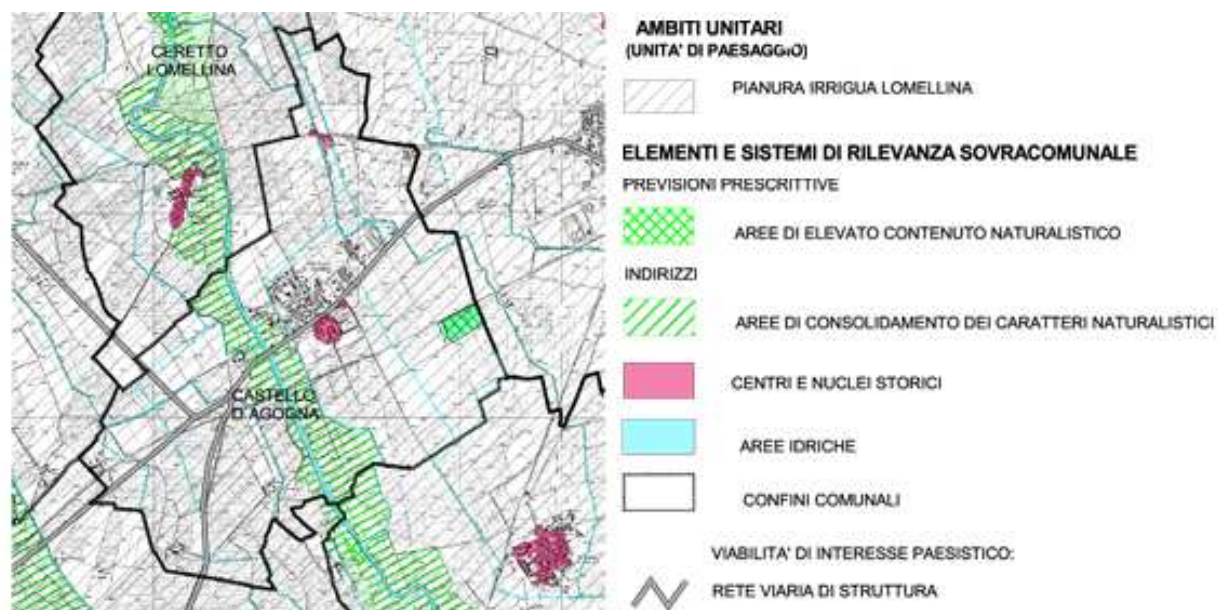 CERETTO
LOMELLINA
CASTELLO
D'AGOGNA
AMBITI UNITARI
(UNITA' DI PAESAGGIO)
PIANURA IRRIGUA LOMELLINA
ELEMENTI E SISTEMI DI RILEVANZA SOVRACOMUNALE
PREVISIONI PRESCRITTIVE
AREE DI ELEVATO CONTENUTO NATURALISTICO
INDIRIZZI
AREE DI CONSOLIDAMENTO DEI CARATTERI NATURALISTICI
CENTRI E NUCLEI STORICI
AREE IDRICHE
CONFINI COMUNALI
VIABILITA' DI INTERESSE PAESISTICO:
RETE VIARIA DI STRUTTURA